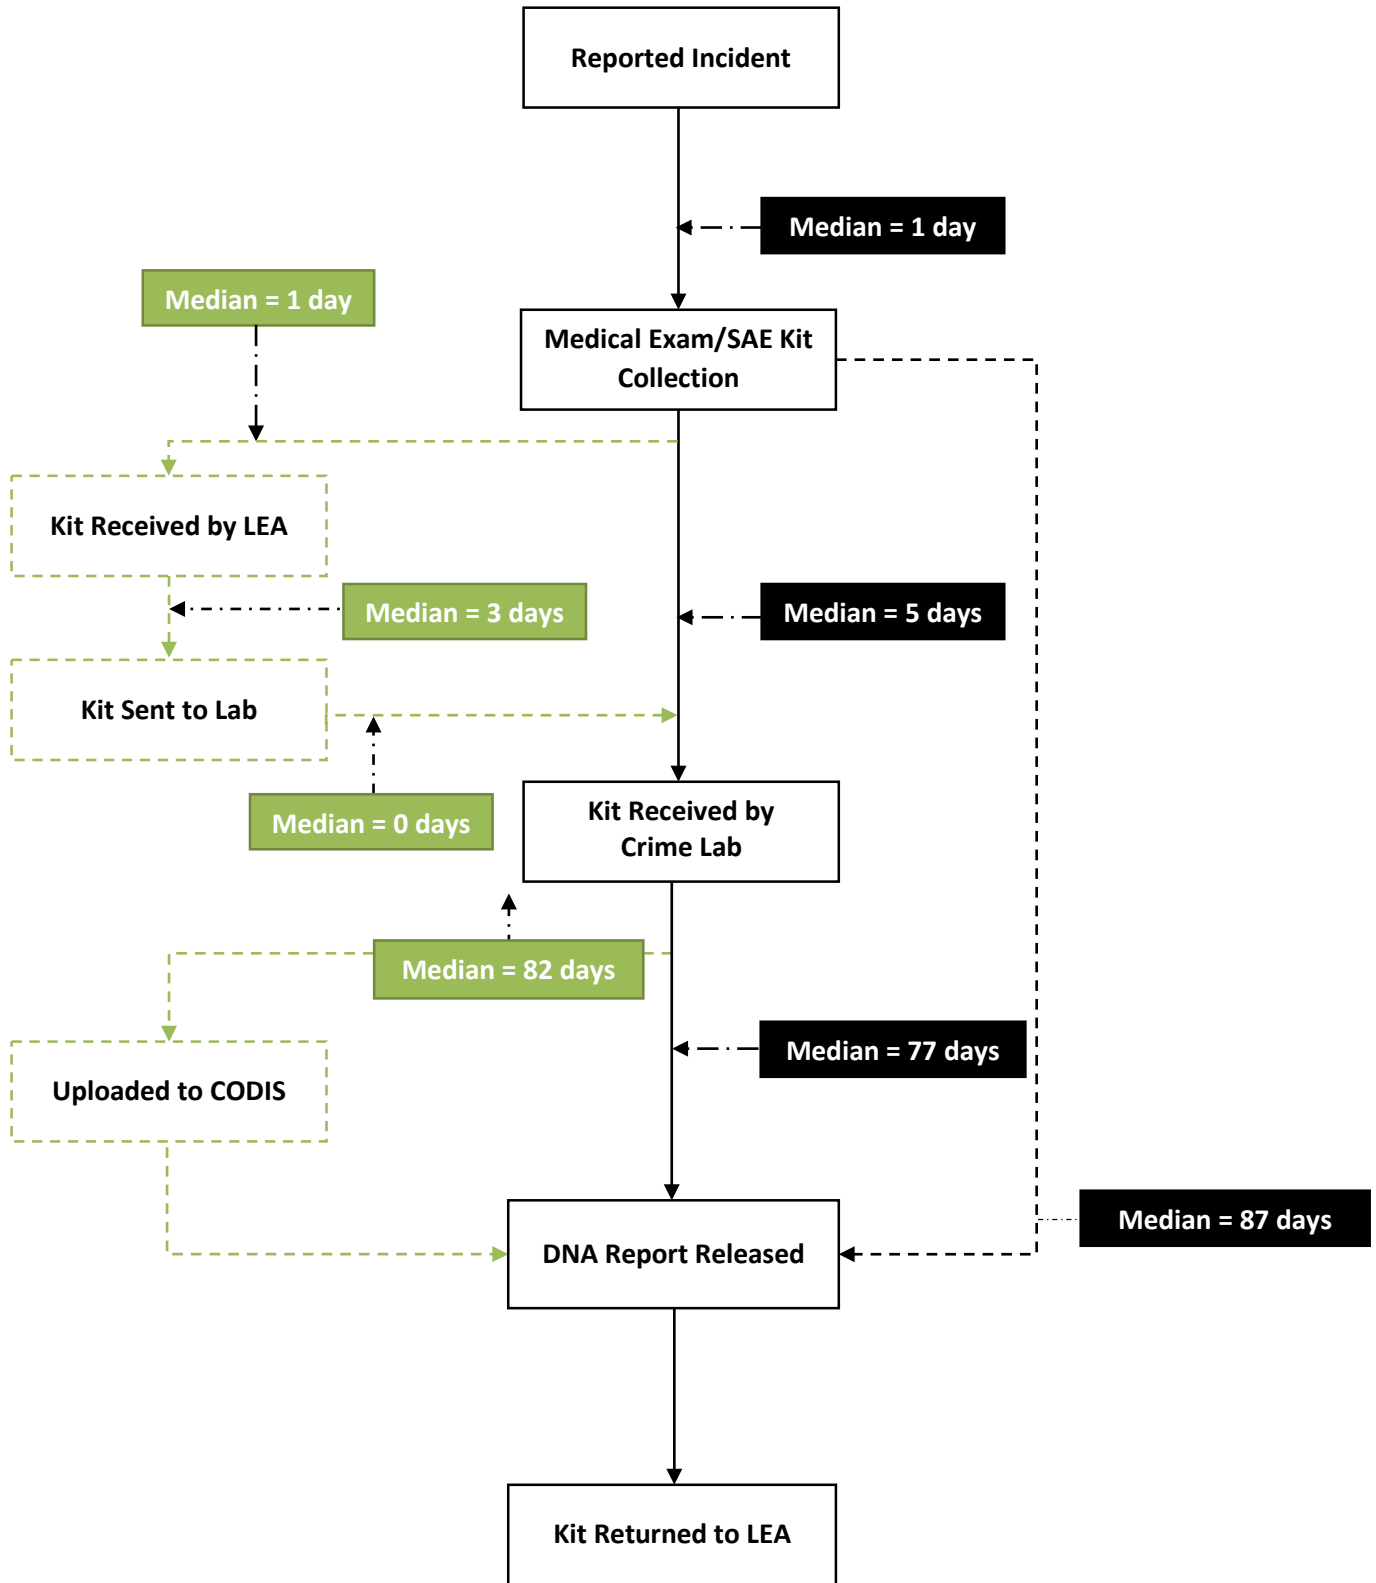 Reported Incident
Median = 1 day
Median = 1 day
Medical Exam/SAE Kit
Collection
Kit Received by LEA
Median = 3 days
Median = 5 days
Kit Sent to Lab
Median = 0 days
Kit Received by
Crime Lab
Median = 82 days
Median = 77 days
Uploaded to CODIS
Median = 87 days
DNA Report Released
Kit Returned to LEA